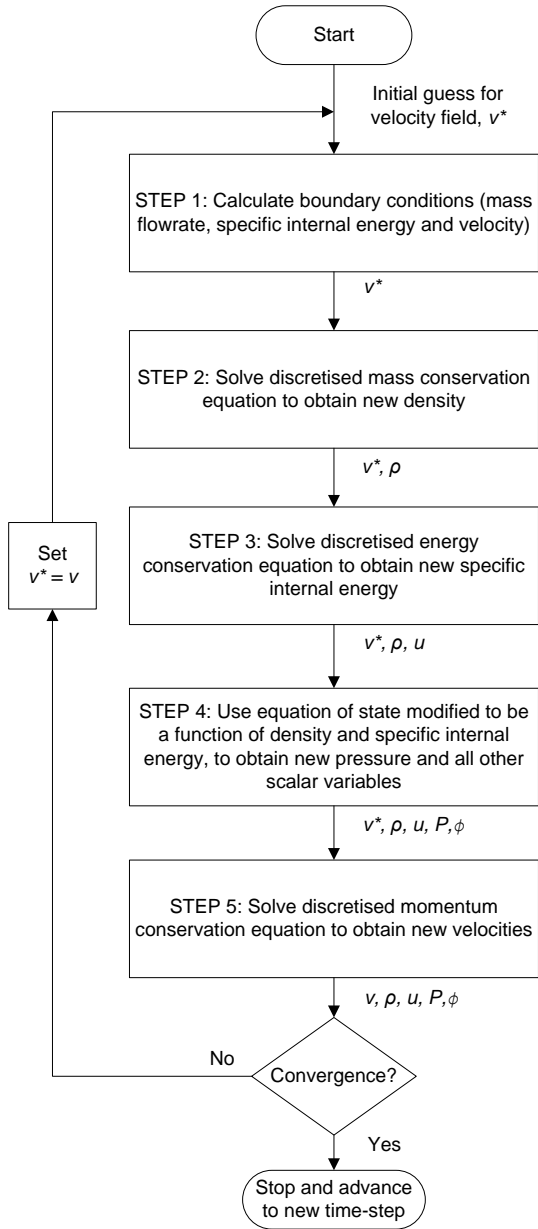 Start
Initial guess for
velocity field, v*
STEP 1: Calculate boundary conditions (mass
flowrate, specific internal energy and velocity)
v*
STEP 2: Solve discretised mass conservation
equation to obtain new density
v*, ρ
STEP 3: Solve discretised energy
conservation equation to obtain new specific
internal energy
v*, ρ, u
STEP 4: Use equation of state modified to be
a function of density and specific internal
energy, to obtain new pressure and all other
scalar variables
v*, ρ, u, P,ϕ
STEP 5: Solve discretised momentum
conservation equation to obtain new velocities
v, ρ, u, P,ϕ
Convergence?
No
Set
v* = v
Yes
Stop and advance
to new time-step